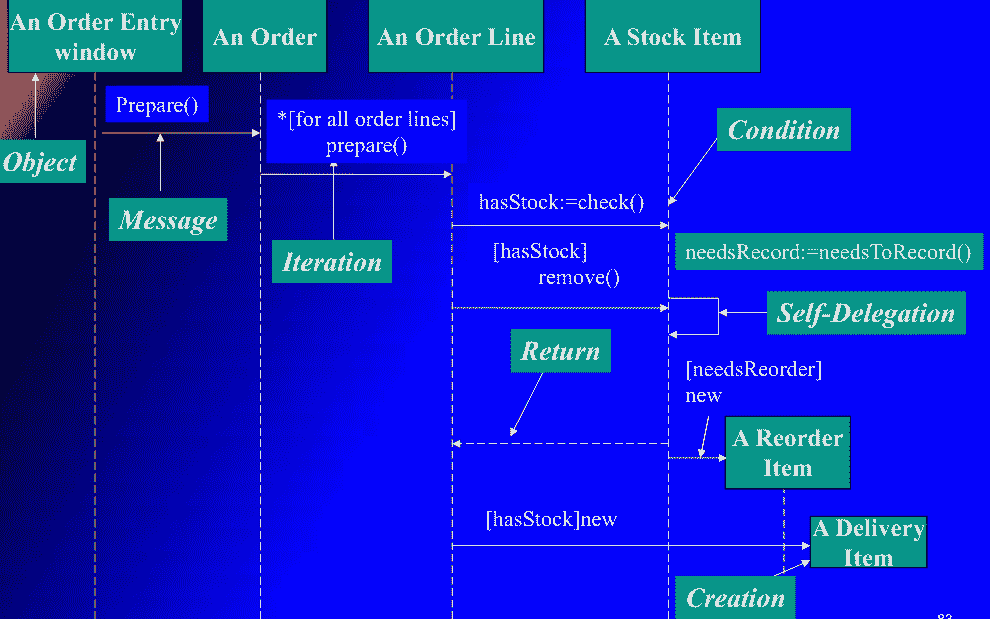 An Order Entry
window
An Order
An Order Line
A Stock Item
Prepare()
*[for all order lines]
prepare()
Condition
Object
Message
hasStock:=check()
Iteration
[hasStock]
remove()
needsRecord:=needsToRecord()
Self-Delegation
Return
[needsReorder]
new
A Reorder
Item
[hasStock]new
A Delivery
Item
Creation
83